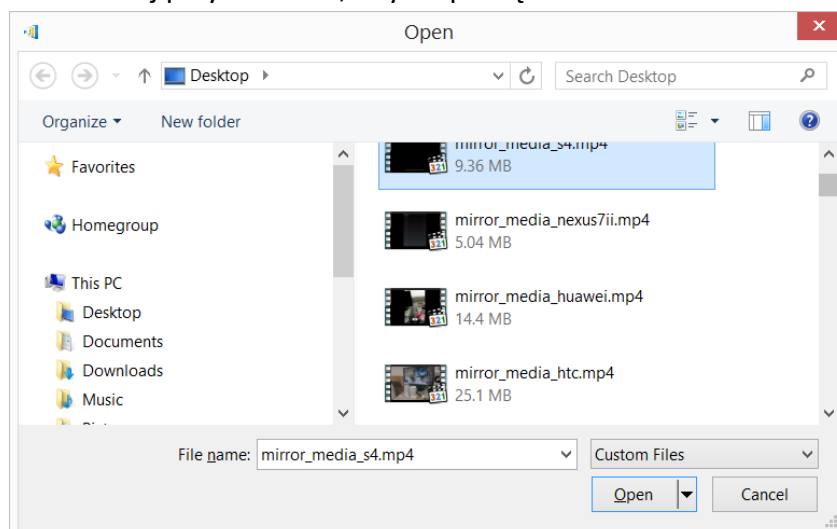 Open
Desktop
Search Desktop
Organize
New folder
mirror_media_s4.mp4
9.36 MB
Favorites
mirror_media_nexus7ii.mp4
5.04 MB
Homegroup
mirror_media_huawei.mp4
14.4 MB
This PC
Desktop
Documents
mirror_media_htc.mp4
25.1 MB
Downloads
Music
File name: mirror_media_s4.mp4
Custom Files
Open
Cancel